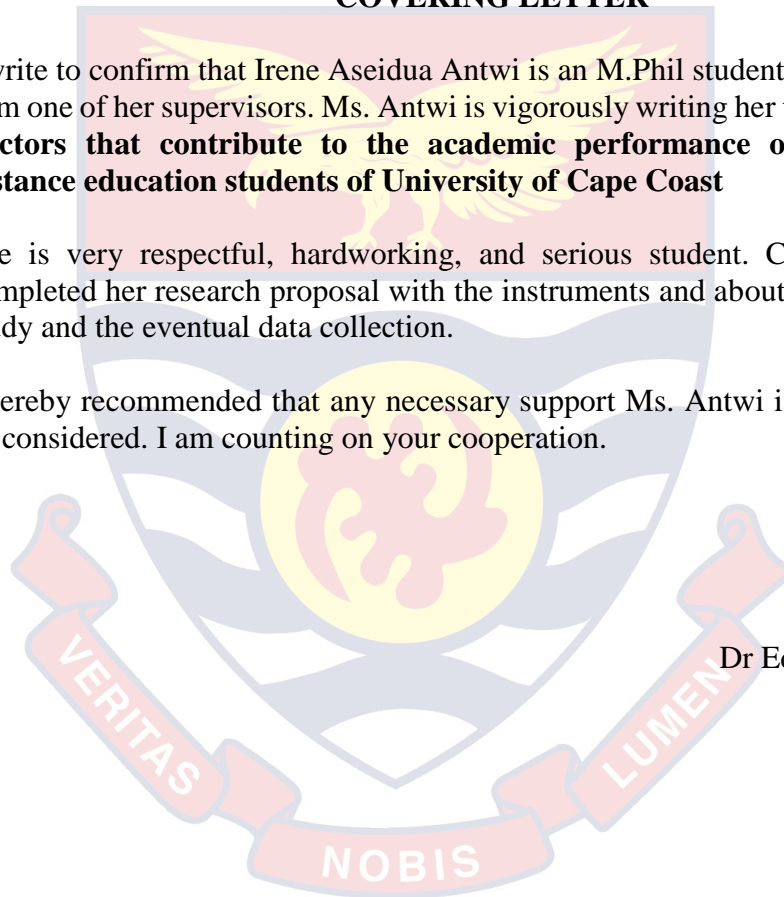 COVERING LETTER
write to confirm that Irene Aseidua Antwi is an M.Phil student
m one of her supervisors. Ms. Antwi is vigorously writing her
ctors that contribute to the academic performance o
stance education students of University of Cape Coast
e is very respectful, hardworking, and serious student. C
mpleted her research proposal with the instruments and about
udy and the eventual data collection.
hereby recommended that any necessary support Ms. Antwi i
considered. I am counting on your cooperation.
Dr Ed
VERITAS
NOBIS
LUMEN